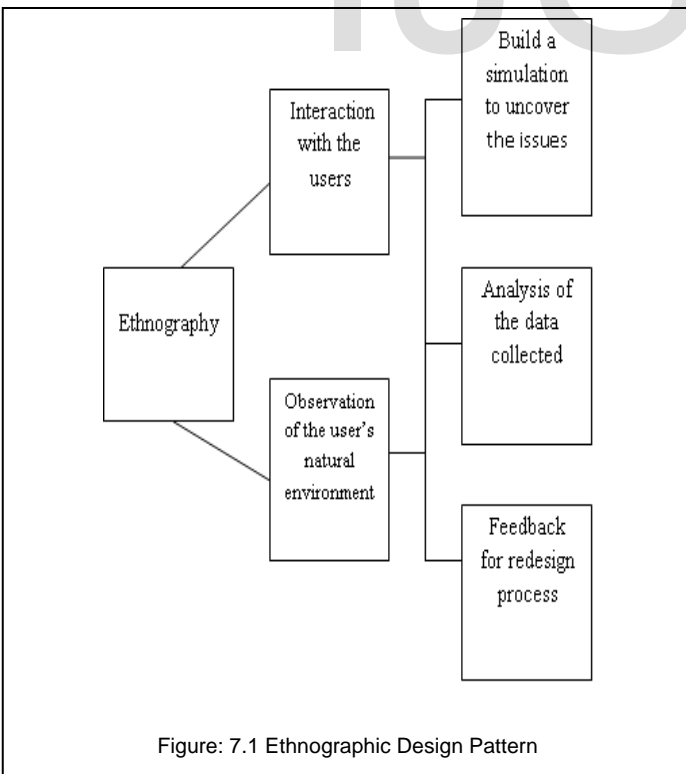 Build a
simulation
to uncover
the issues
Interaction
with the
users
Ethnography
Analysis of
the data
collected
Observation
of the user's
natural
environment
Feedback
for redesign
process
Figure: 7.1 Ethnographic Design Pattern